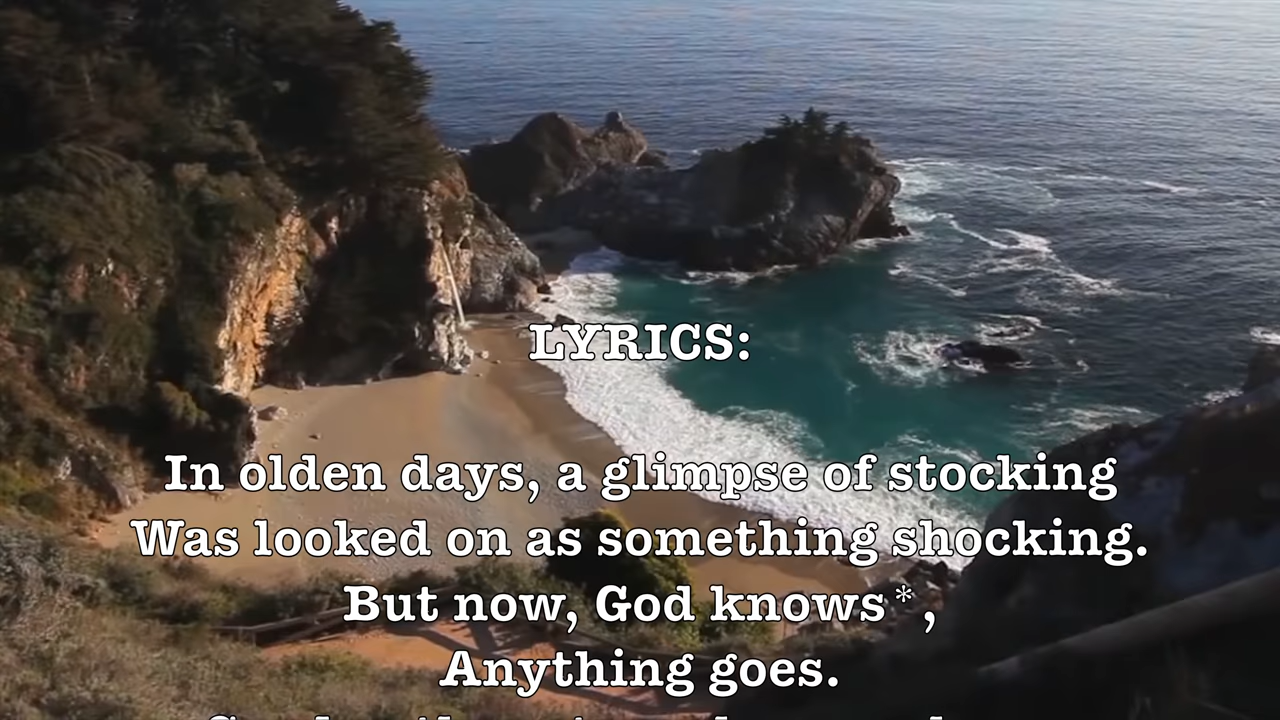 LYRICS:
In olden days, a glimpse of stocking
Was looked on as something shocking.
But now, God knows*,
Anything goes.